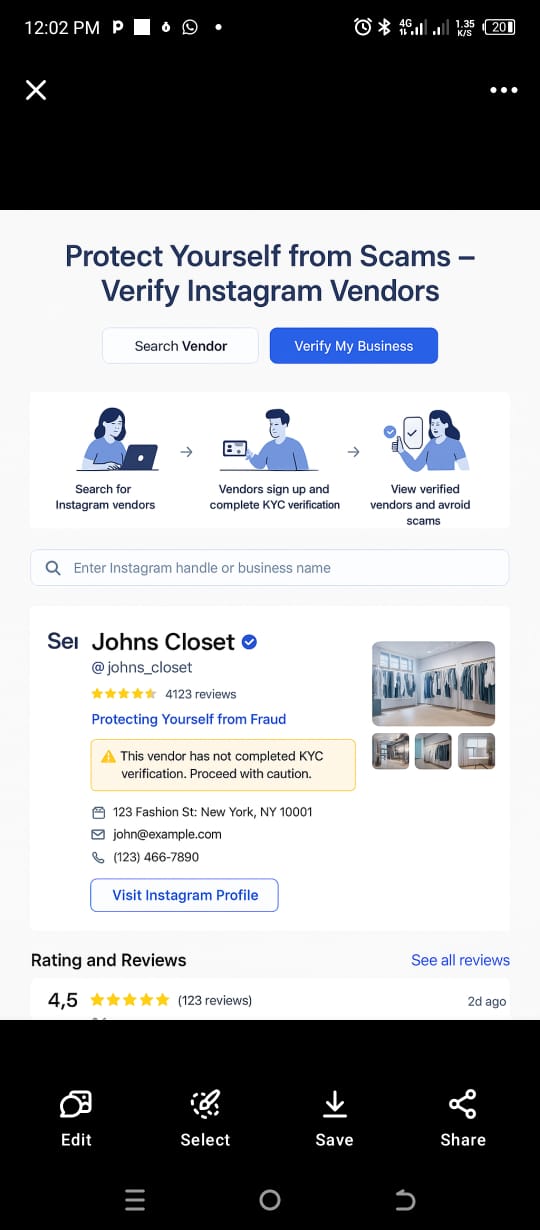 12:02 PM
4G
1.35
K/S
20
Protect Yourself from Scams –
Verify Instagram Vendors
Search Vendor
Verify My Business
Search for
Instagram vendors
Vendors sign up and
complete KYC verification
View verified
vendors and avroid
scams
Enter Instagram handle or business name
Seı
Johns Closet
@johns_closet
4123 reviews
Protecting Yourself from Fraud
This vendor has not completed KYC
verification. Proceed with caution.
123 Fashion St: New York, NY 10001
john@example.com
(123) 466-7890
Visit Instagram Profile
Rating and Reviews
See all reviews
4,5
(123 reviews)
2d ago
Edit
Select
Save
Share